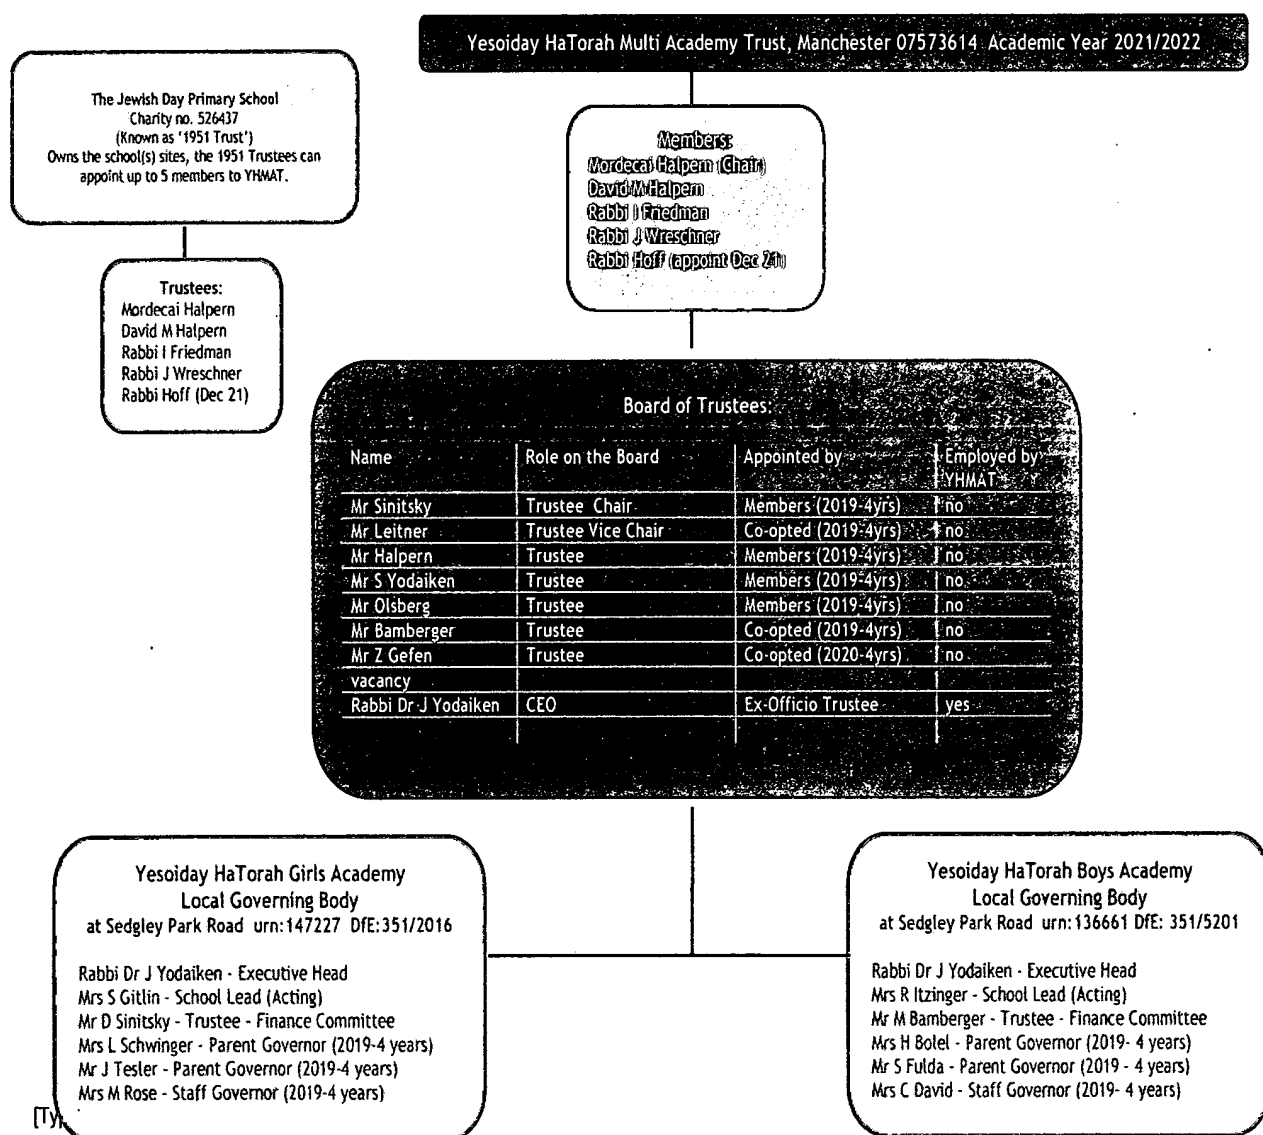 Yesoiday HaTorah Multi Academy Trust, Manchester 07573614 Academic Year 2021/2022
The Jewish Day Primary School
Charity no. 526437
(Known as '1951 Trust')
Owns the school(s) sites, the 1951 Trustees can
appoint up to 5 members to YHMAT.
Members:
Mordecai Halpern (Chair)
David M Halpern
Rabbi I Friedman
Rabbi J Wreschner
Rabbi Hoff (appoint Dec 21)
Trustees:
Mordecai Halpern
David M Halpern
Rabbi I Friedman
Rabbi J Wreschner
Rabbi Hoff (Dec 21)
Board of Trustees:
Name Role on the Board Appointed by Employed by
YHMAT
Mr Sinitsky Trustee Chair Members (2019-4yrs) no
Mr Leitner Trustee Vice Chair Co-opted (2019-4yrs) no
Mr Halpern Trustee Members (2019-4yrs) no
Mr S Yodaiken Trustee Members (2019-4yrs) no
Mr Olsberg Trustee Members (2019-4yrs) no
Mr Bamberger Trustee Co-opted (2019-4yrs) no
Mr Z Gefen Trustee Co-opted (2020-4yrs) no
vacancy
Rabbi Dr J Yodaiken CEO Ex-Officio Trustee yes
Yesoiday HaTorah Girls Academy
Local Governing Body
at Sedgley Park Road urn:147227 DfE:351/2016
Rabbi Dr J Yodaiken - Executive Head
Mrs S Gitlin - School Lead (Acting)
Mr D Sinitsky - Trustee - Finance Committee
Mrs L Schwinger - Parent Governor (2019-4 years)
Mr J Tesler - Parent Governor (2019-4 years)
Mrs M Rose - Staff Governor (2019-4 years)
Yesoiday HaTorah Boys Academy
Local Governing Body
at Sedgley Park Road urn:136661 DfE: 351/5201
Rabbi Dr J Yodaiken - Executive Head
Mrs R Itzinger - School Lead (Acting)
Mr M Bamberger - Trustee - Finance Committee
Mrs H Bolel - Parent Governor (2019- 4 years)
Mr S Fulda - Parent Governor (2019 - 4 years)
Mrs C David - Staff Governor (2019- 4 years)